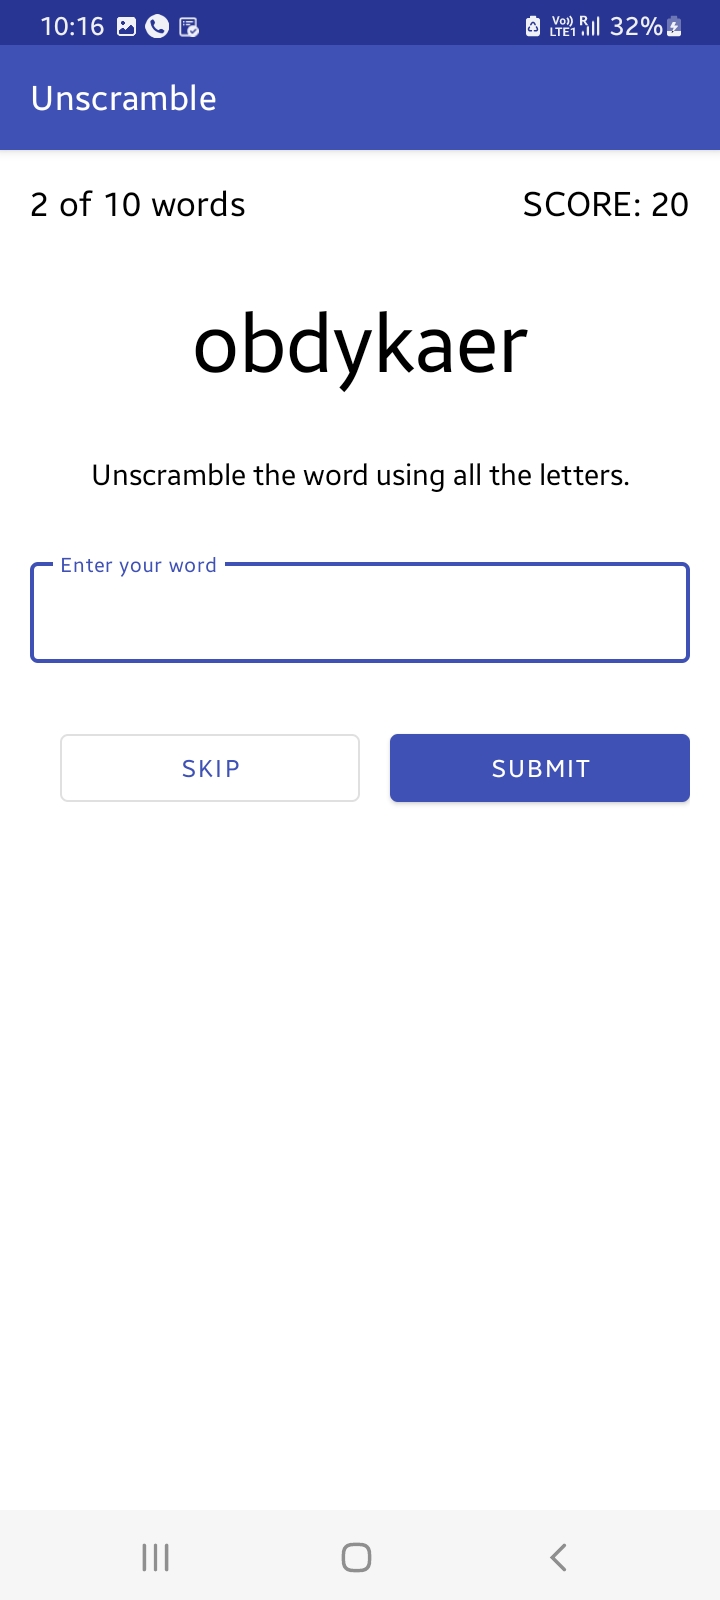 10:16 Vo)) LTE1 R 32%
Unscramble
2 of 10 words SCORE: 20
obdykaer
Unscramble the word using all the letters.
Enter your word
SKIP SUBMIT